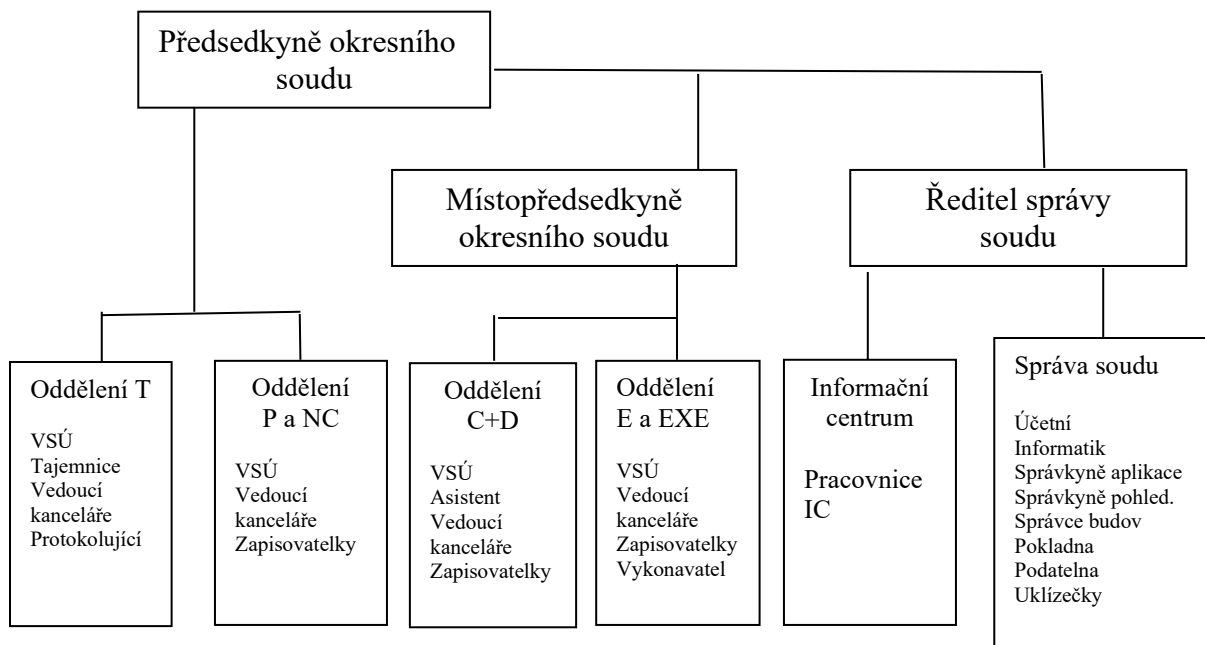 Předsedkyně okresního
soudu
Místopředsedkyně
okresního soudu
Ředitel správy
soudu
Oddělení T
VSÚ
Tajemnice
Vedoucí
kanceláře
Protokolující
Oddělení
P a NC
VSÚ
Vedoucí
kanceláře
Zapisovatelky
Oddělení
C+D
VSÚ
Asistent
Vedoucí
kanceláře
Zapisovatelky
Oddělení
E a EXE
VSÚ
Vedoucí
kanceláře
Zapisovatelky
Vykonavatel
Informační
centrum
Pracovnice
IC
Správa soudu
Účetní
Informatik
Správkyně aplikace
Správkyně pohled.
Správce budov
Pokladna
Podatelna
Uklízečky